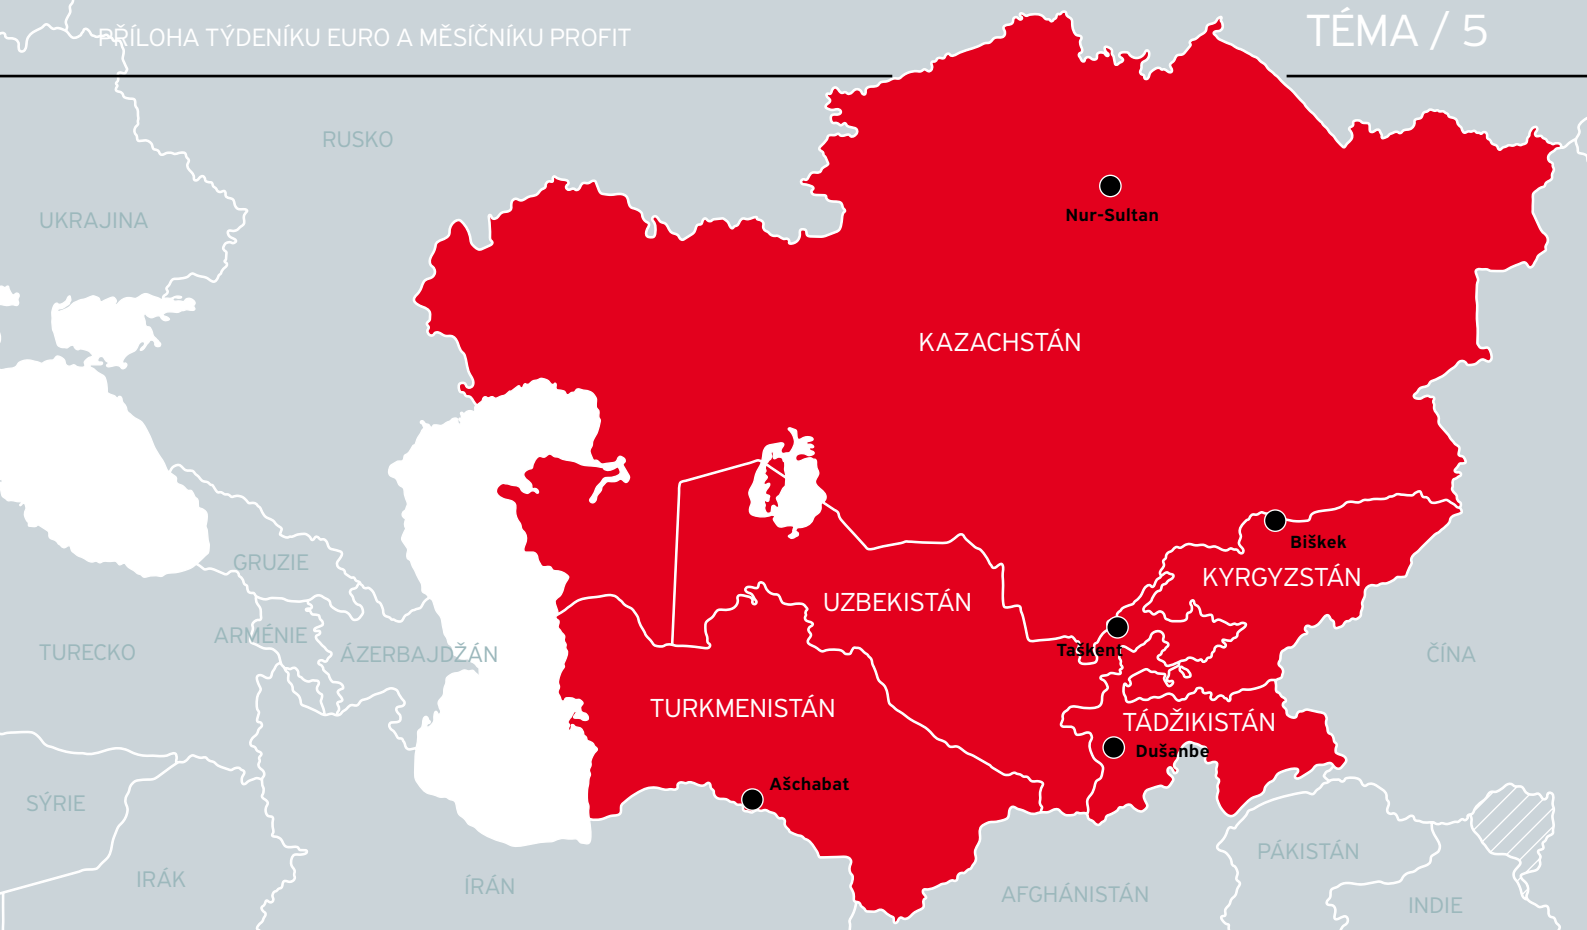 PŘÍLOHA TÝDENÍKU EURO A MĚSÍČNÍKU PROFIT
TÉMA / 5
RUSKO
UKRAJINA
Nur-Sultan
KAZACHSTÁN
Biškek
GRUZIE
KYRGYZSTÁN
UZBEKISTÁN
ARMÉNIE
TURECKO
ÁZERBAJDŽÁN
Taškent
ČÍNA
TURKMENISTÁN
TÁDŽIKISTÁN
Dušanbe
Ašchabat
SÝRIE
PÁKISTÁN
IRÁK
ÍRÁN
AFGHÁNISTÁN
INDIE